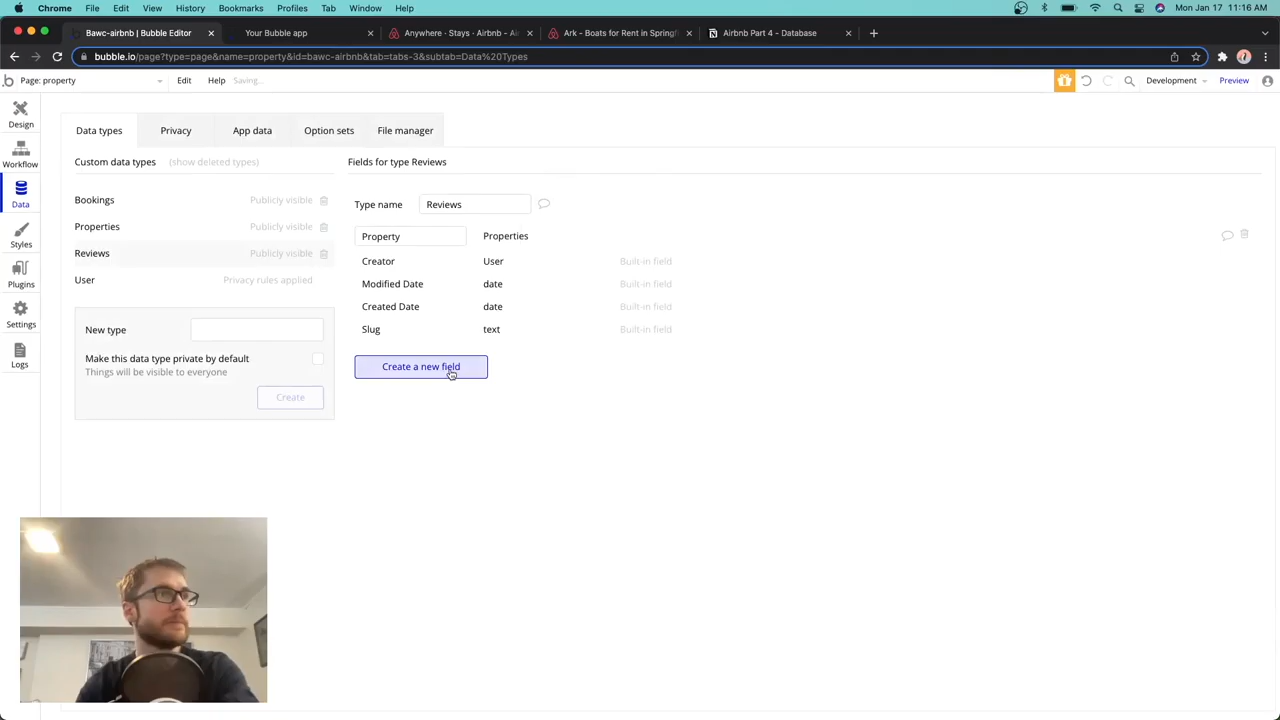 Chrome File Edit View History Bookmarks Profiles Tab Window Help Mon Jan 17 11:16 AM
Bawc-airbnb | Bubble Editor Your Bubble app Anywhere · Stays · Airbnb - Airbnb Part 4 - Database
Ark - Boats for Rent in Springf
bubble.io/page?type=page&name=property&id=bawc-airbnb&tab=tabs-3&subtab=Data%20Types
Page: property Edit Help Saving... Development Preview
Design
Workflow
Data
Styles
Plugins
Settings
Logs
Data types Privacy App data Option sets File manager
Custom data types (show deleted types)
Bookings Publicly visible
Properties Publicly visible
Reviews Publicly visible
User Privacy rules applied
New type
Make this data type private by default
Things will be visible to everyone
Create
Fields for type Reviews
Type name Reviews
Property Properties
Creator User Built-in field
Modified Date date Built-in field
Created Date date Built-in field
Slug text Built-in field
Create a new field